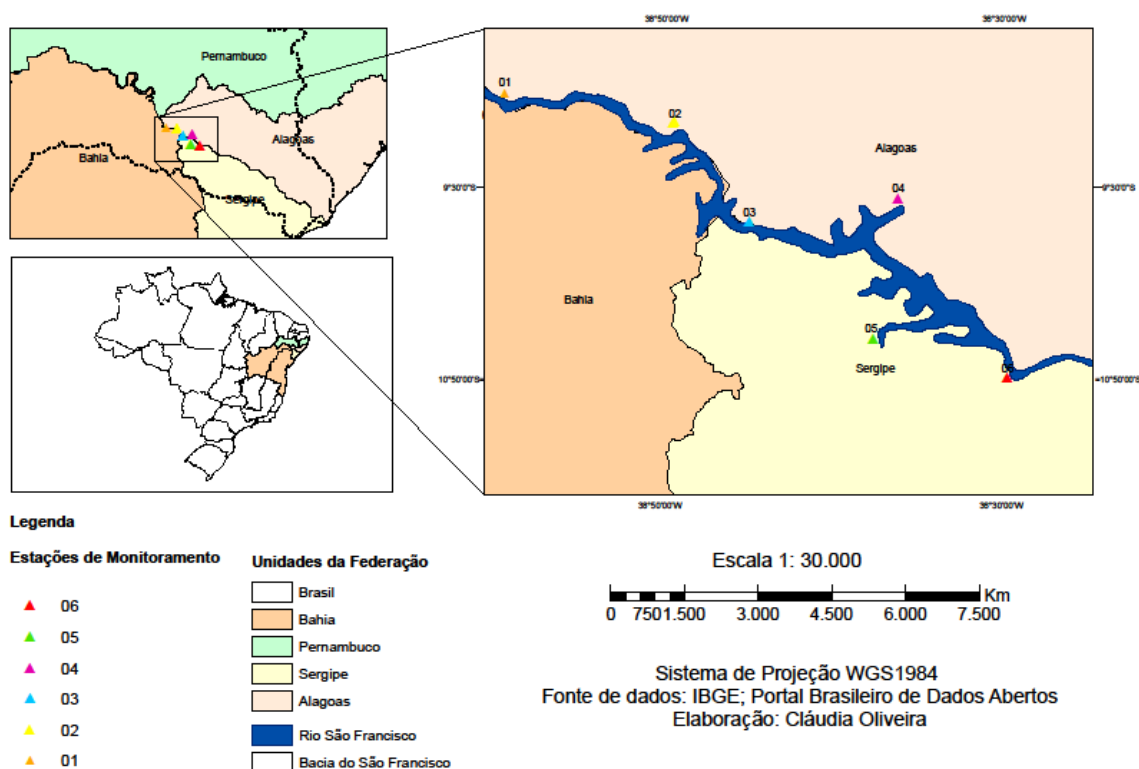 Pernambuco
Alagoas
Bahia
Sergipe
38°50'00"W
36°30'00"W
01
02
Alagoas
9°30'0"S
9°30'0"S
04
03
Bahia
05
Sergipe
06
10°50'00"S
10°50'00"S
38°50'00"W
36°30'00"W
Legenda
Estações de Monitoramento
06
05
04
03
02
01
Unidades da Federação
Brasil
Bahia
Pernambuco
Sergipe
Alagoas
Rio São Francisco
Bacia do São Francisco
Escala 1: 30.000
Km
0 750 1.500 3.000 4.500 6.000 7.500
Sistema de Projeção WGS1984
Fonte de dados: IBGE; Portal Brasileiro de Dados Abertos
Elaboração: Cláudia Oliveira